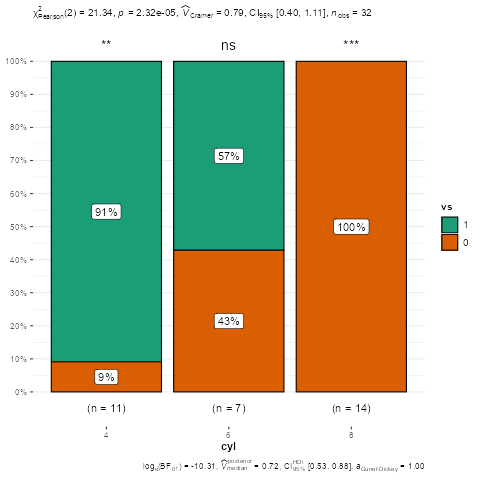 χ²Pearson(2) = 21.34, p = 2.32e-05, V̂Cramer = 0.79, CI95% [0.40, 1.11], nobs = 32
** ns ***
100%
90%
80%
70%
60%
50%
40%
30%
20%
10%
0%
57%
91%
100%
43%
9%
vs
1
0
(n = 11) (n = 7) (n = 14)
4 6 8
cyl
loge(BF01) = -10.31, V̂posterior median = 0.72, CIHDI 95% [0.53, 0.88], aGunel-Dickey = 1.00